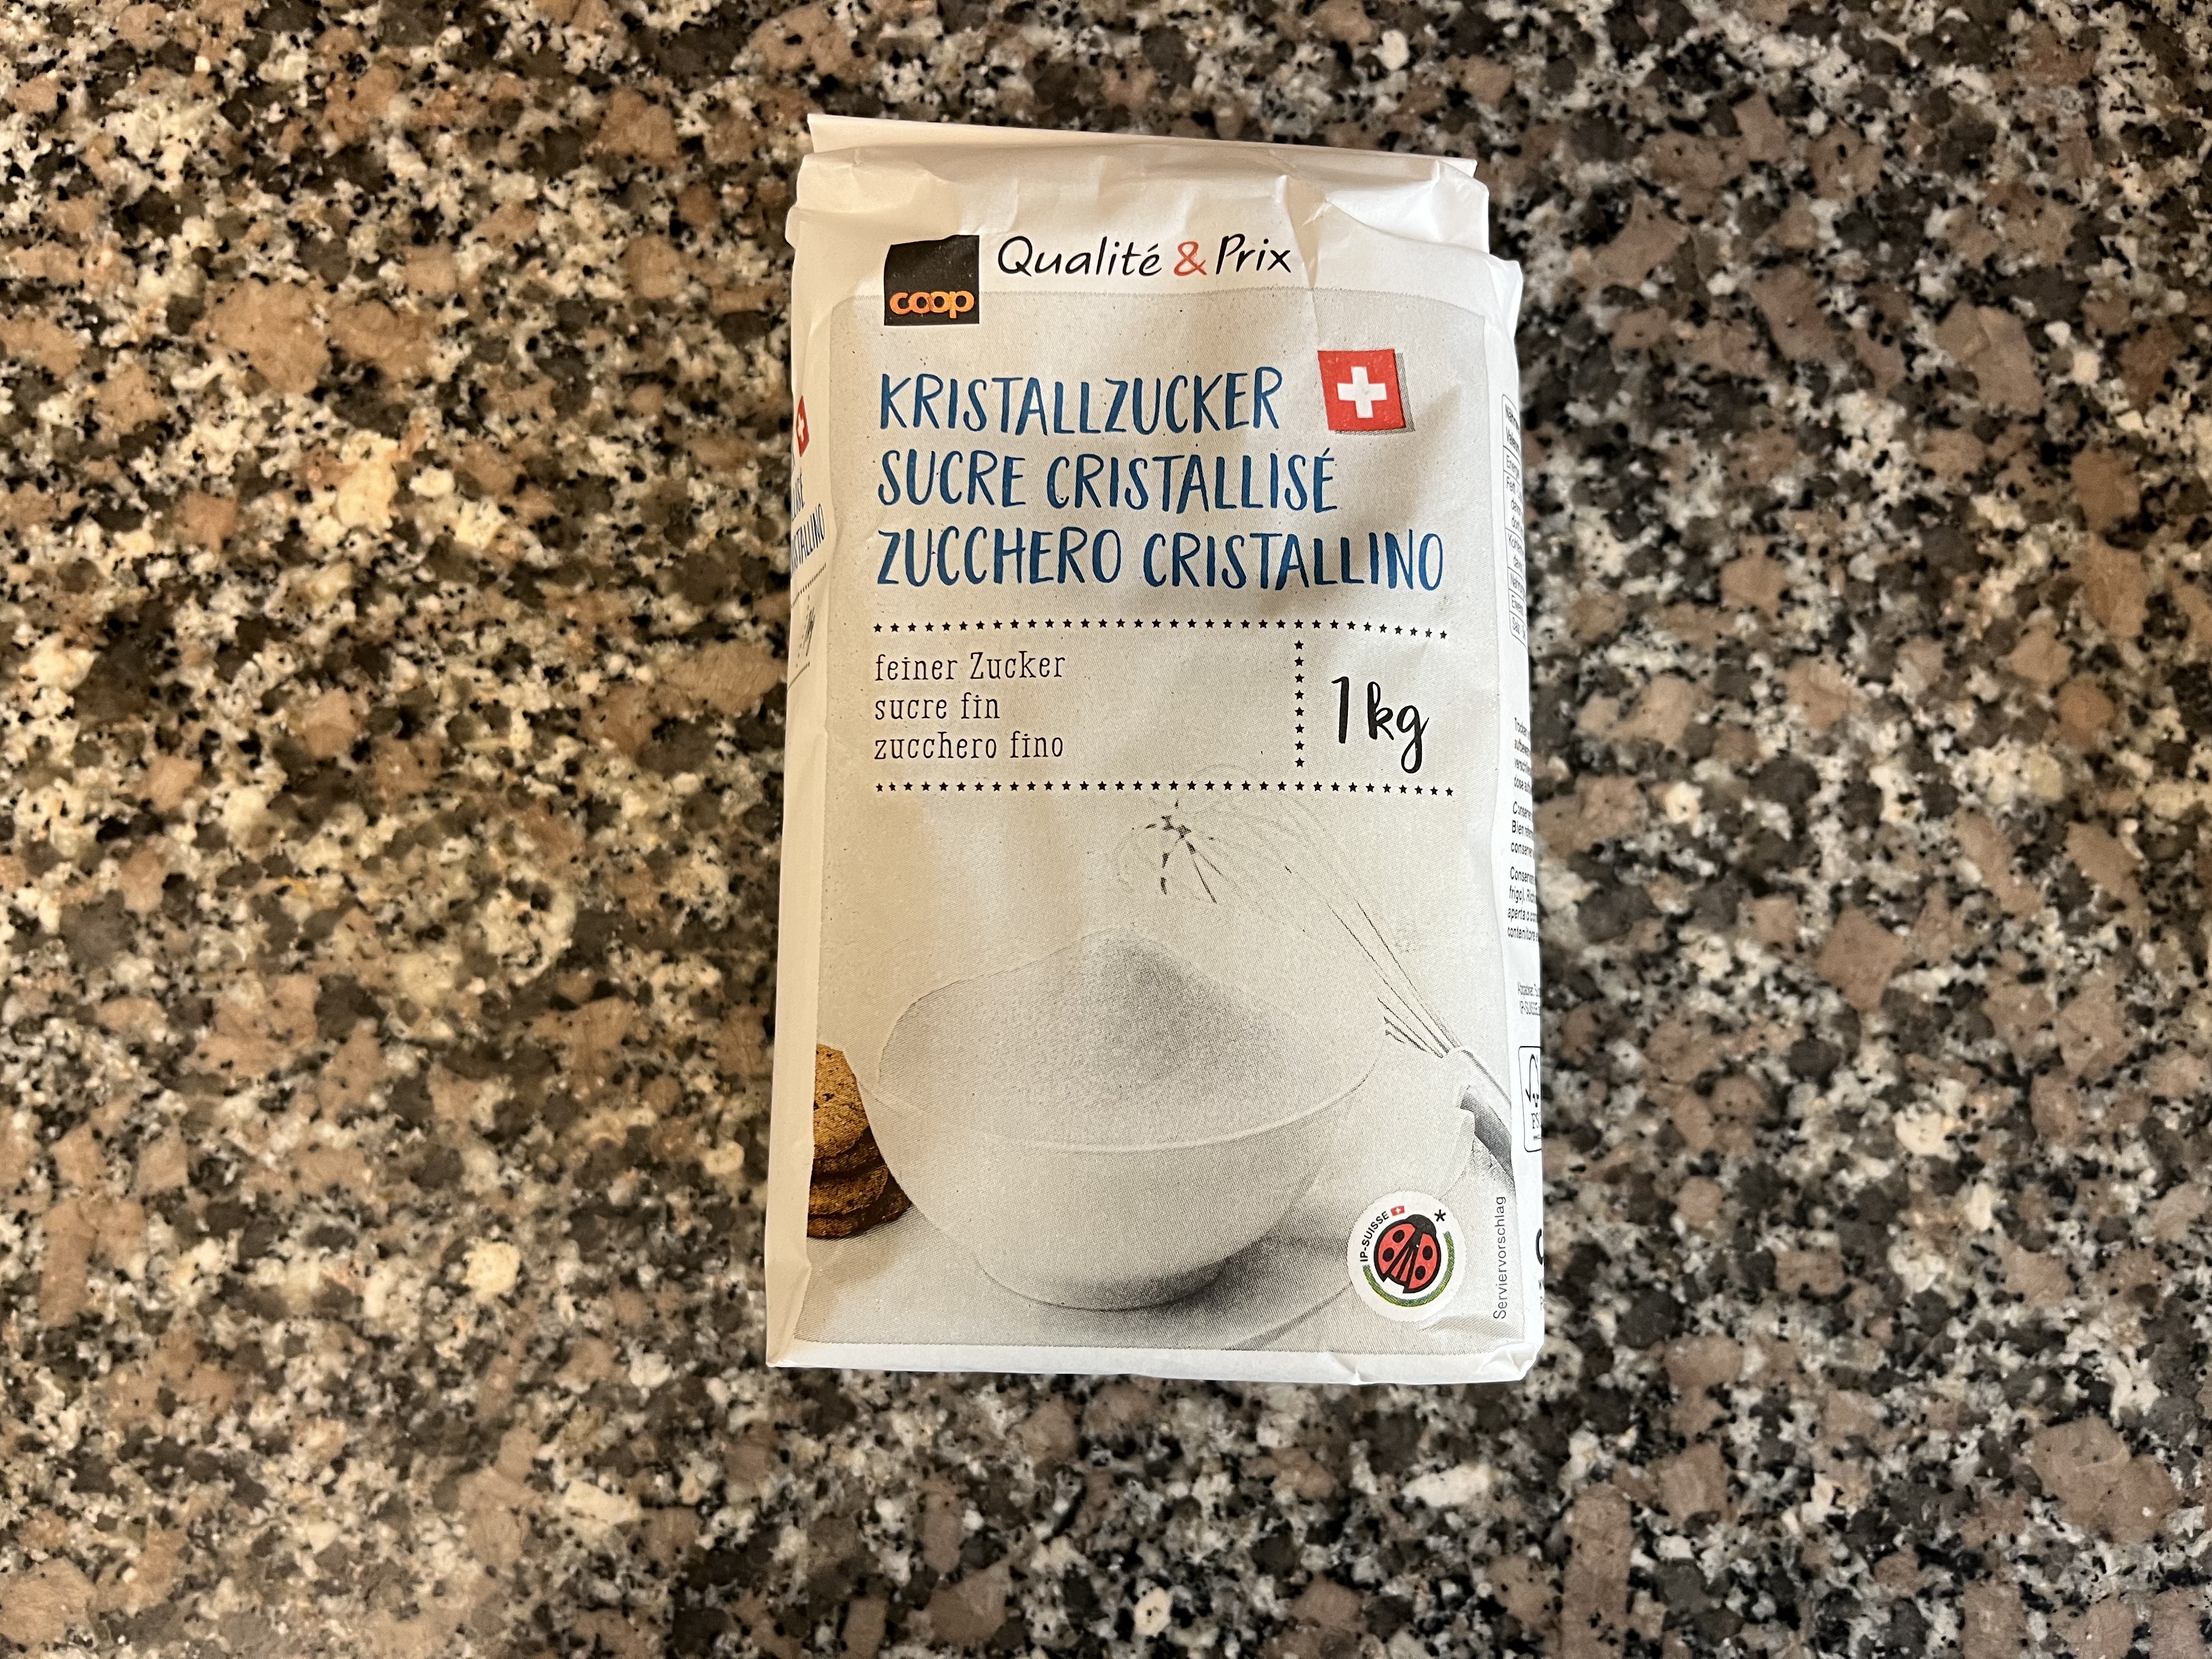 coop
Qualité & Prix
KRISTALLZUCKER
SUCRE CRISTALLISÉ
ZUCCHERO CRISTALLINO
feiner Zucker
sucre fin
zucchero fino
1 kg
IP-SUISSE
*
Serviervorschlag